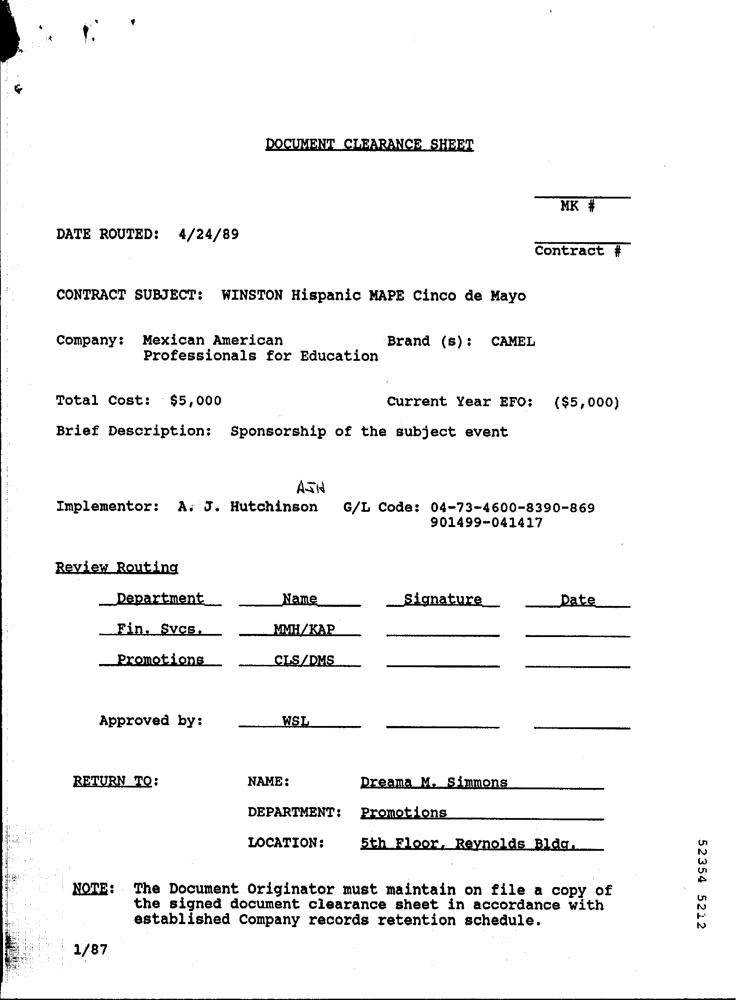 DOCUMENT CLEARANCE SHEET
MK #
DATE ROUTED: 4/24/89
Contract #
CONTRACT SUBJECT: WINSTON Hispanic MAPE Cinco de Mayo
Company: Mexican American Brand (s): CAMEL
Professionals for Education
Total Cost: $5,000 Current Year EFO: ($5,000)
Brief Description: Sponsorship of the subject event
AJH
Implementor: A. J. Hutchinson G/L Code: 04-73-4600-8390-869
901499-041417
Review Routing
Department Name Signature Date
Fin. Svcs. MMH/KAP
Promotions CLS/DMS
Approved by: WSL
RETURN TO: NAME: Dreama M. Simmons
DEPARTMENT: Promotions
LOCATION: 5th Floor, Reynolds Bldg.
NOTE: The Document Originator must maintain on file a copy of
the signed document clearance sheet in accordance with
established Company records retention schedule.
1/87
52354 5212